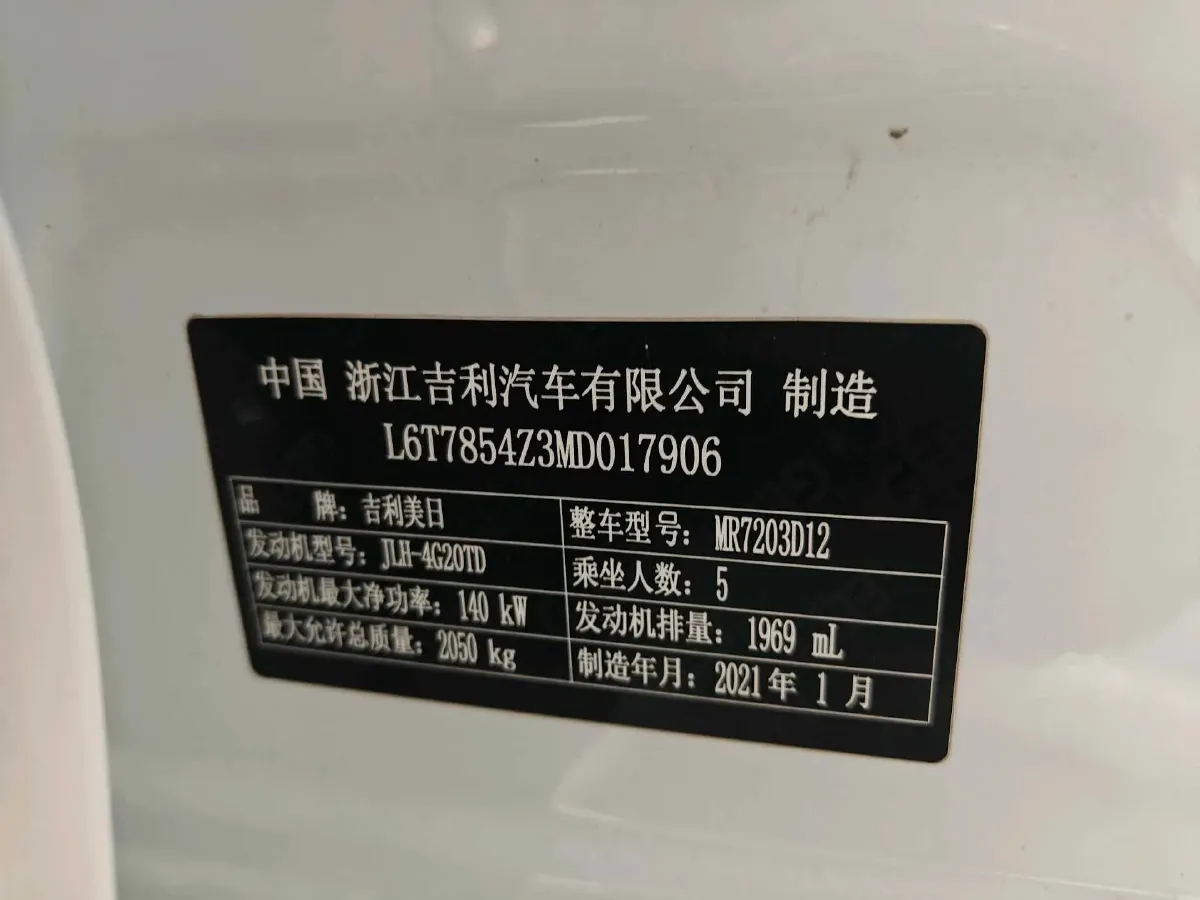 中国 浙江吉利汽车有限公司 制造
L6T7854Z3MD017906
品 牌：吉利美日 整车型号：MR7203D12
发动机型号：JLH-4G20TD 乘坐人数：5
发动机最大净功率：140 kW 发动机排量：1969 mL
最大允许总质量：2050 kg 制造年月：2021年 1 月